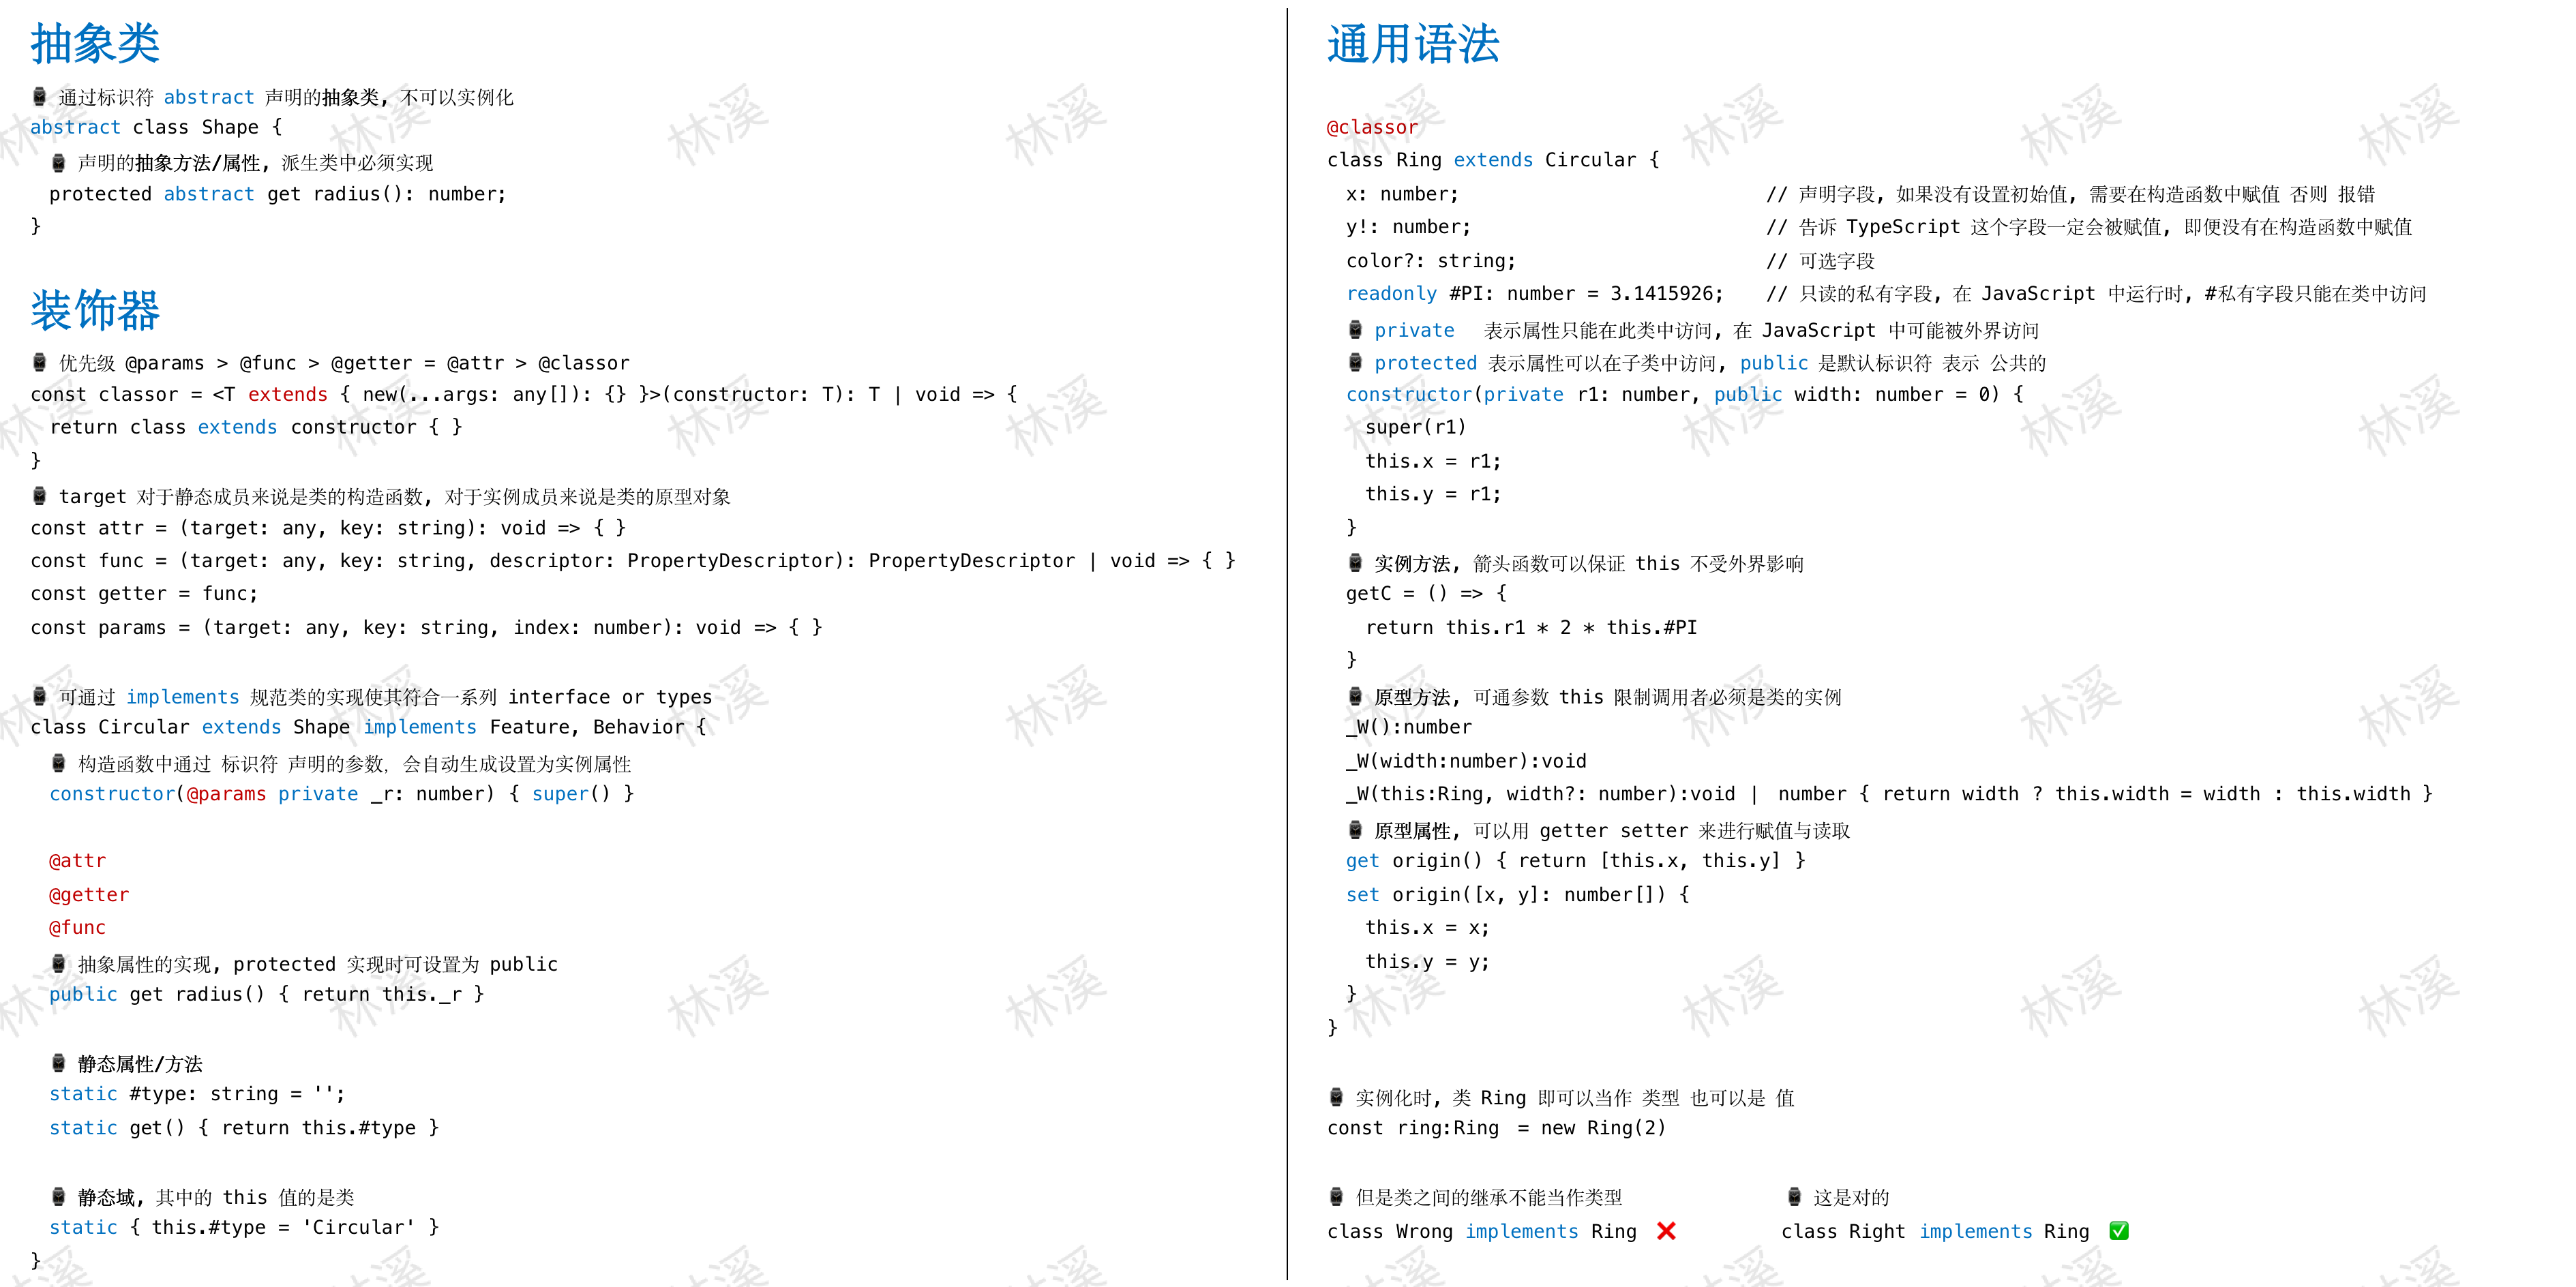 抽象类
通过标识符 abstract 声明的抽象类, 不可以实例化
abstract class Shape {
声明的抽象方法/属性, 派生类中必须实现
protected abstract get radius(): number;
}
装饰器
优先级 @params > @func > @getter = @attr > @classor
const classor = <T extends { new(...args: any[]): {} }>(constructor: T): T | void => {
return class extends constructor { }
}
target 对于静态成员来说是类的构造函数, 对于实例成员来说是类的原型对象
const attr = (target: any, key: string): void => { }
const func = (target: any, key: string, descriptor: PropertyDescriptor): PropertyDescriptor | void => { }
const getter = func;
const params = (target: any, key: string, index: number): void => { }
可通过 implements 规范类的实现使其符合一系列 interface or types
class Circular extends Shape implements Feature, Behavior {
构造函数中通过 标识符 声明的参数, 会自动生成设置为实例属性
constructor(@params private _r: number) { super() }
@attr
@getter
@func
抽象属性的实现, protected 实现时可设置为 public
public get radius() { return this._r }
静态属性/方法
static #type: string = '';
static get() { return this.#type }
静态域, 其中的 this 值的是类
static { this.#type = 'Circular' }
}
通用语法
@classor
class Ring extends Circular {
x: number; // 声明字段, 如果没有设置初始值, 需要在构造函数中赋值 否则 报错
y!: number; // 告诉 TypeScript 这个字段一定会被赋值, 即便没有在构造函数中赋值
color?: string; // 可选字段
readonly #PI: number = 3.1415926; // 只读的私有字段, 在 JavaScript 中运行时, #私有字段只能在类中访问
private 表示属性只能在此类中访问, 在 JavaScript 中可能被外界访问
protected 表示属性可以在子类中访问, public 是默认标识符 表示 公共的
constructor(private r1: number, public width: number = 0) {
super(r1)
this.x = r1;
this.y = r1;
}
实例方法, 箭头函数可以保证 this 不受外界影响
getC = () => {
return this.r1 * 2 * this.#PI
}
原型方法, 可通参数 this 限制调用者必须是类的实例
_W():number
_W(width:number):void
_W(this:Ring, width?: number):void | number { return width ? this.width = width : this.width }
原型属性, 可以用 getter setter 来进行赋值与读取
get origin() { return [this.x, this.y] }
set origin([x, y]: number[]) {
this.x = x;
this.y = y;
}
}
实例化时, 类 Ring 即可以当作 类型 也可以是 值
const ring:Ring = new Ring(2)
但是类之间的继承不能当作类型 这是对的
class Wrong implements Ring ❌ class Right implements Ring ✅
林溪